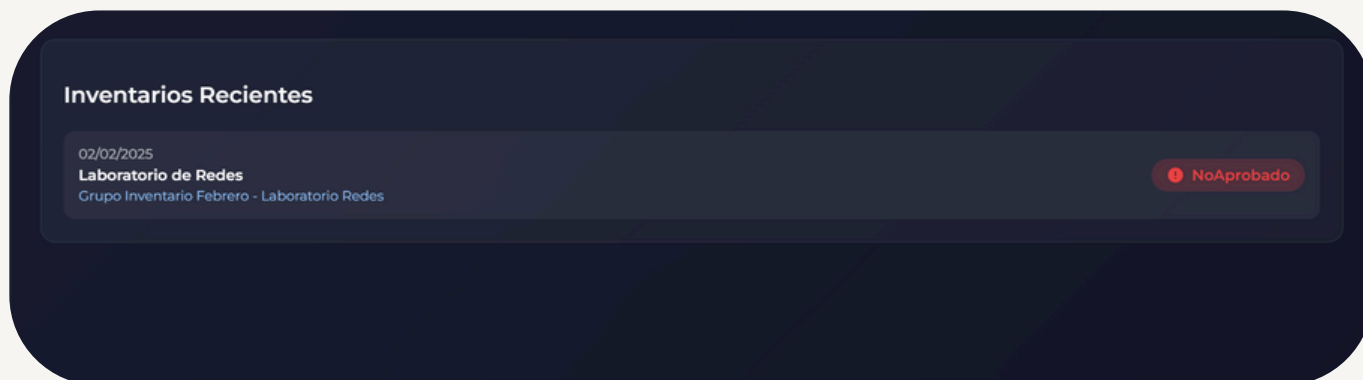 Inventarios Recientes
02/02/2025
Laboratorio de Redes
Grupo Inventario Febrero - Laboratorio Redes
NoAprobado